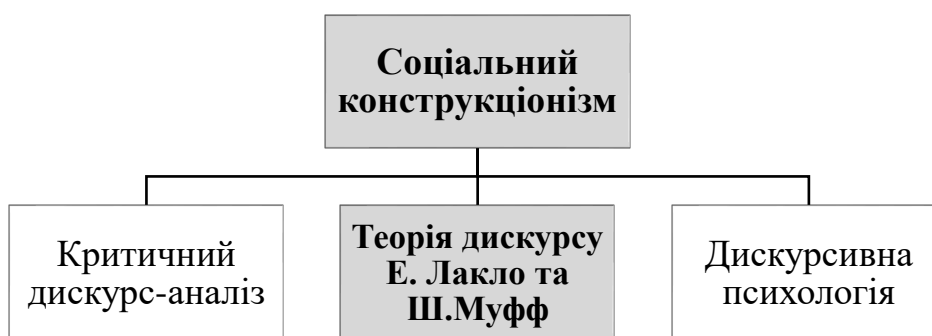 Соціальний
конструкціонізм
Критичний
дискурс-аналіз
Теорія дискурсу
Е. Лакло та
Ш.Муфф
Дискурсивна
психологія